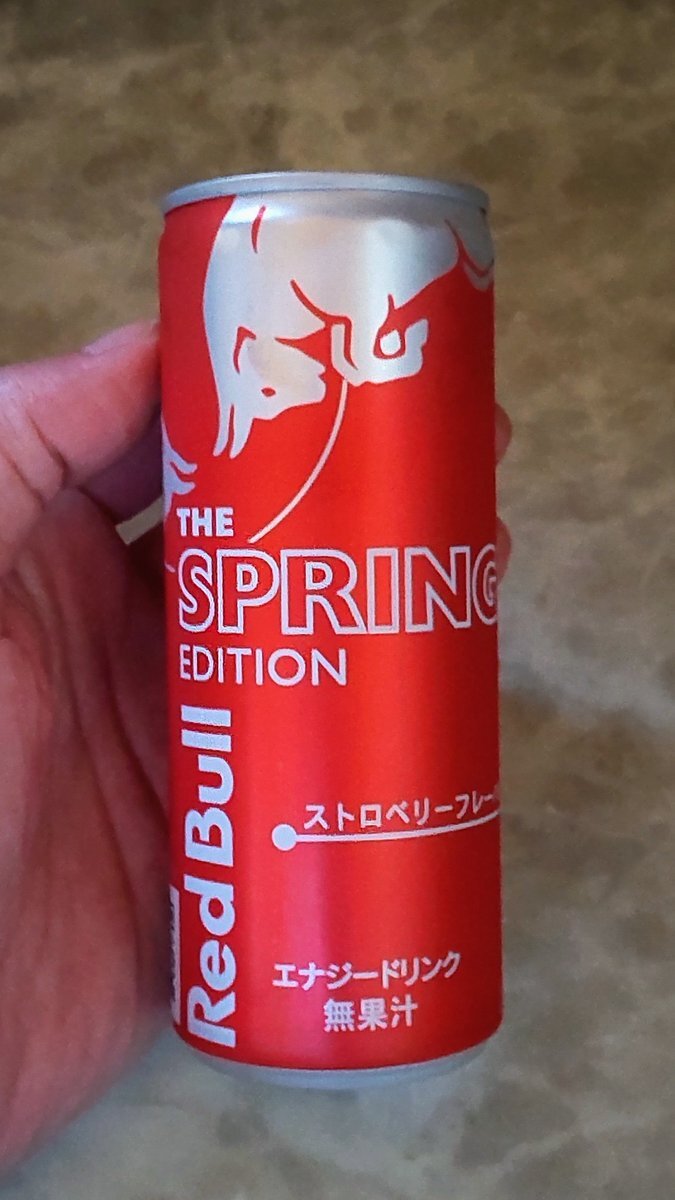 THE
SPRING
EDITION
Red Bull
ストロベリーフレー
エナジードリンク
無果汁